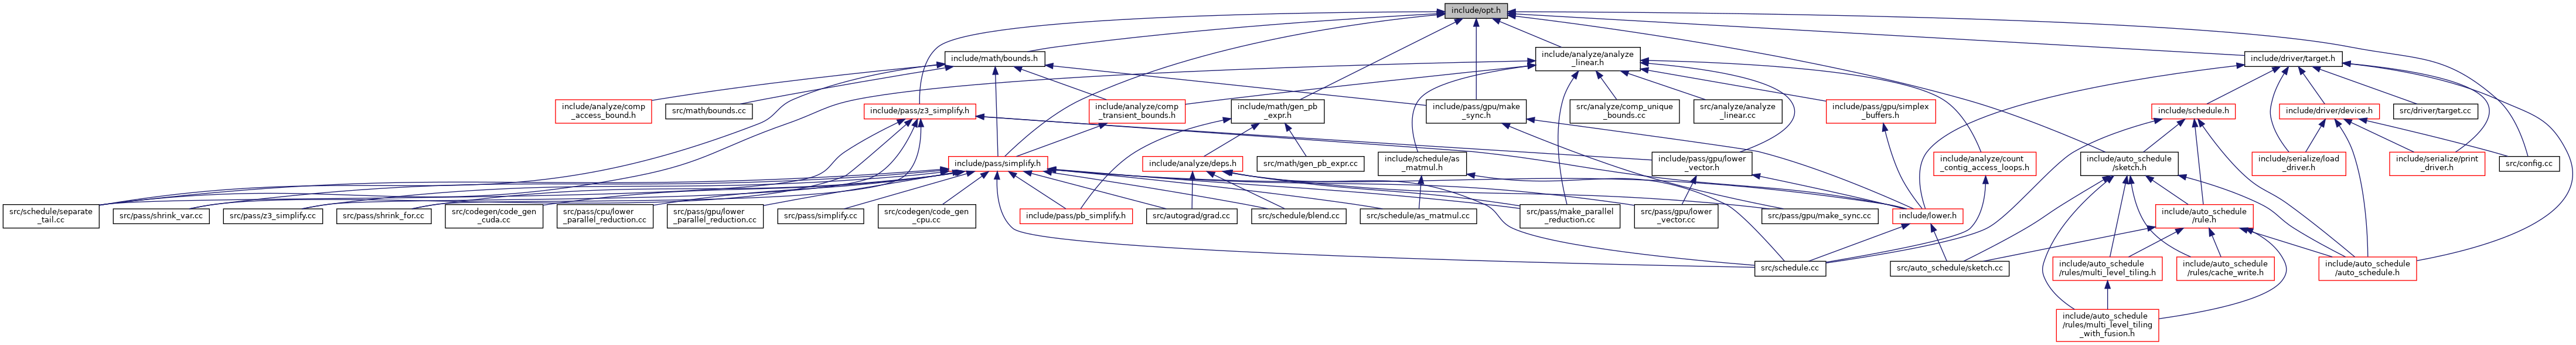 include/opt.h
include/math/bounds.h
include/analyze/analyze
_linear.h
include/driver/target.h
include/analyze/comp
_access_bound.h
src/math/bounds.cc
include/pass/z3_simplify.h
include/analyze/comp
_transient_bounds.h
include/math/gen_pb
_expr.h
include/pass/gpu/make
_sync.h
src/analyze/comp_unique
_bounds.cc
src/analyze/analyze
_linear.cc
include/pass/gpu/simplex
_buffers.h
include/schedule.h
include/driver/device.h
src/driver/target.cc
include/pass/simplify.h
include/analyze/deps.h
src/math/gen_pb_expr.cc
include/schedule/as
_matmul.h
include/pass/gpu/lower
_vector.h
include/analyze/count
_contig_access_loops.h
include/auto_schedule
/sketch.h
include/serialize/load
_driver.h
include/serialize/print
_driver.h
src/config.cc
src/schedule/separate
_tail.cc
src/pass/shrink_var.cc
src/pass/z3_simplify.cc
src/pass/shrink_for.cc
src/codegen/code_gen
_cuda.cc
src/pass/cpu/lower
_parallel_reduction.cc
src/pass/gpu/lower
_parallel_reduction.cc
src/pass/simplify.cc
src/codegen/code_gen
_cpu.cc
include/pass/pb_simplify.h
src/autograd/grad.cc
src/schedule/blend.cc
src/schedule/as_matmul.cc
src/pass/make_parallel
_reduction.cc
src/pass/gpu/lower
_vector.cc
src/pass/gpu/make_sync.cc
include/lower.h
include/auto_schedule
/rule.h
src/schedule.cc
src/auto_schedule/sketch.cc
include/auto_schedule
/rules/multi_level_tiling.h
include/auto_schedule
/rules/cache_write.h
include/auto_schedule
/auto_schedule.h
include/auto_schedule
/rules/multi_level_tiling
_with_fusion.h